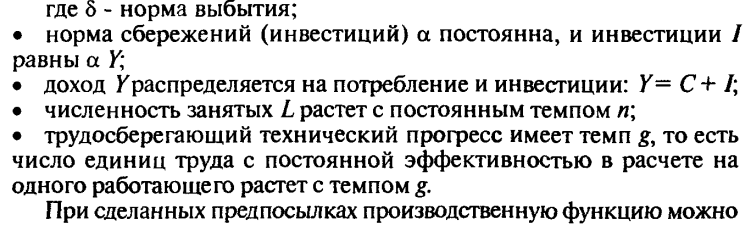 где δ - норма выбытия;
• норма сбережений (инвестиций) α постоянна, и инвестиции I
равны α Y;
• доход Y распределяется на потребление и инвестиции: Y = C + I;
• численность занятых L растет с постоянным темпом n;
• трудосберегающий технический прогресс имеет темп g, то есть
число единиц труда с постоянной эффективностью в расчете на
одного работающего растет с темпом g.
При сделанных предпосылках производственную функцию можно